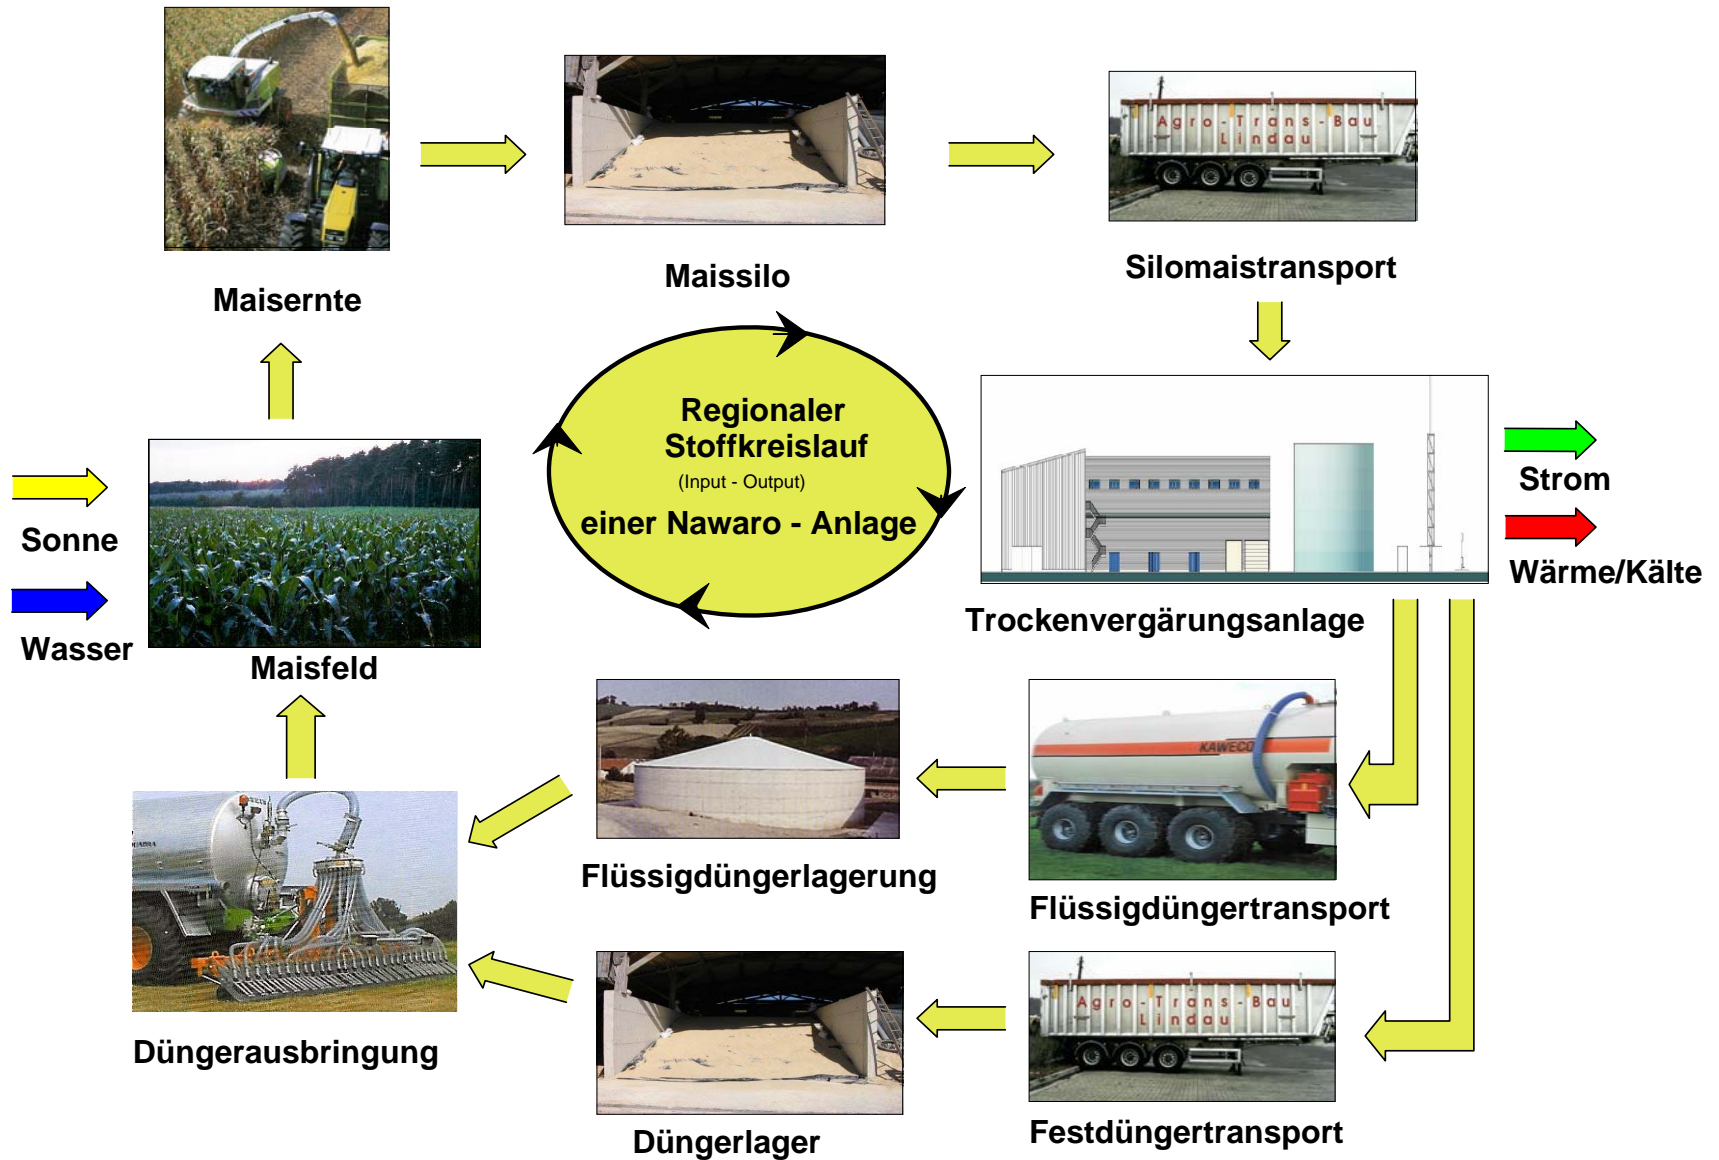 Agro-Trans-Bau
Lindau
Maisernte
Maissilo
Silomaistransport
Regionaler
Stoffkreislauf
(Input - Output)
einer Nawaro - Anlage
Sonne
Wasser
Maisfeld
Strom
Wärme/Kälte
Trockenvergärungsanlage
KAWECO
Flüssigdüngerlagerung
Flüssigdüngertransport
Agro-Trans-Bau
Lindau
Düngerausbringung
Düngerlager
Festdüngertransport